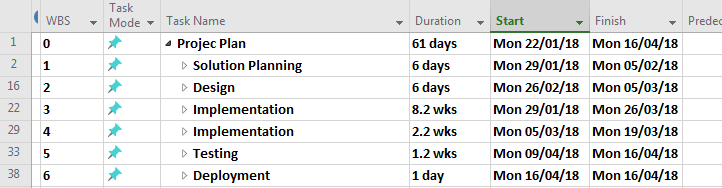 WBS Task Mode Task Name Duration Start Finish Predec
1 0 Projec Plan 61 days Mon 22/01/18 Mon 16/04/18
2 1 Solution Planning 6 days Mon 29/01/18 Mon 05/02/18
16 2 Design 6 days Mon 26/02/18 Mon 05/03/18
22 3 Implementation 8.2 wks Mon 29/01/18 Mon 26/03/18
29 4 Implementation 2.2 wks Mon 05/03/18 Mon 19/03/18
33 5 Testing 1.2 wks Mon 09/04/18 Mon 16/04/18
38 6 Deployment 1 day Mon 16/04/18 Mon 16/04/18